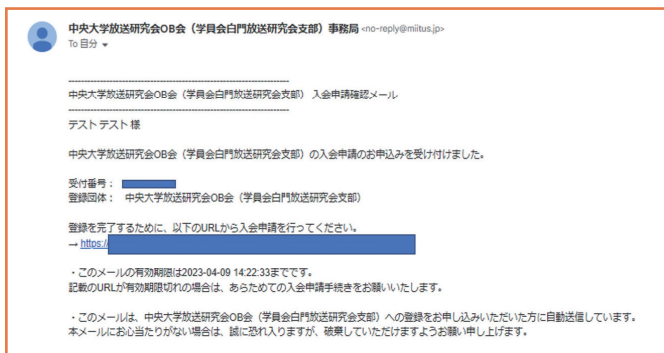 中央大学放送研究会OB会（学員会白門放送研究会支部）事務局 <no-reply@miitus.jp>
To 自分
--------------------------------------------------------------------
中央大学放送研究会OB会（学員会白門放送研究会支部） 入会申請確認メール
--------------------------------------------------------------------
テスト テスト 様
中央大学放送研究会OB会（学員会白門放送研究会支部）の入会申請のお申込みを受け付けました。
受付番号：
登録団体： 中央大学放送研究会OB会（学員会白門放送研究会支部）
登録を完了するために、以下のURLから入会申請を行ってください。
→ https:/
・このメールの有効期限は2023-04-09 14:22:33までです。
記載のURLが有効期限切れの場合は、あらためての入会申請手続きをお願いいたします。
・このメールは、中央大学放送研究会OB会（学員会白門放送研究会支部）への登録をお申し込みいただいた方に自動送信しています。
本メールにお心当たりがない場合は、誠に恐れ入りますが、破棄していただけますようお願い申し上げます。